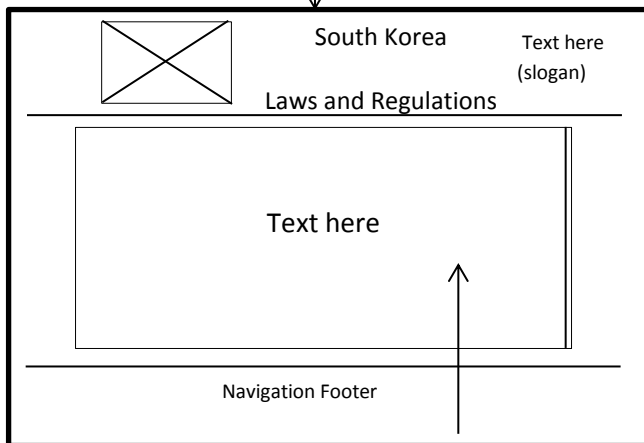 South Korea
Text here
(slogan)
Laws and Regulations
Text here
Navigation Footer